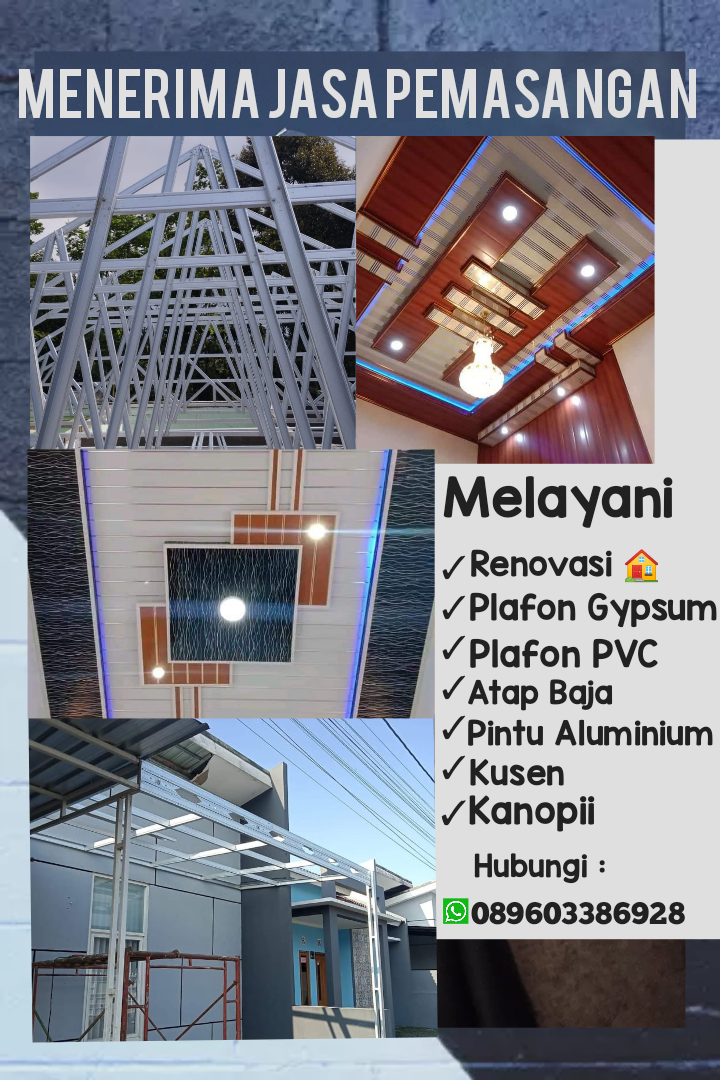 MENERIMA JASA PEMASANGAN
Melayani
✓Renovasi 🏠
✓Plafon Gypsum
✓Plafon PVC
✓Atap Baja
✓Pintu Aluminium
✓Kusen
✓Kanopii
Hubungi :
089603386928